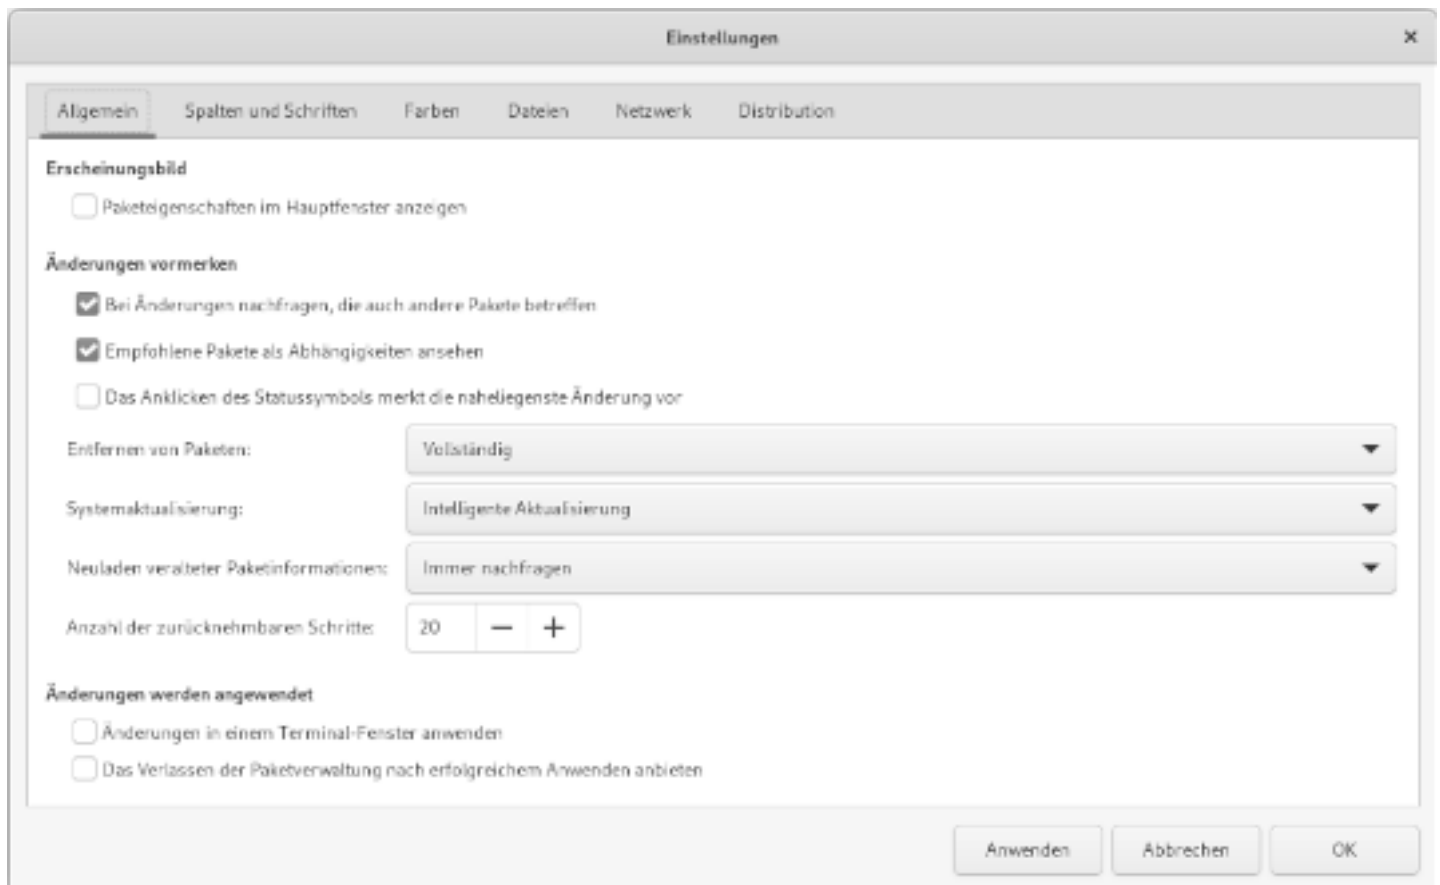 Einstellungen
Allgemein Spalten und Schriften Farben Dateien Netzwerk Distribution
Erscheinungsbild
Paketeigenschaften im Hauptfenster anzeigen
Änderungen vormerken
Bei Änderungen nachfragen, die auch andere Pakete betreffen
Empfohlene Pakete als Abhängigkeiten ansehen
Das Anklicken des Statussymbols merkt die naheliegenste Änderung vor
Entfernen von Paketen: Vollständig
Systemaktualisierung: Intelligente Aktualisierung
Neuladen veralteter Paketinformationen: Immer nachfragen
Anzahl der zurücknehmbaren Schritte: 20
Änderungen werden angewendet
Änderungen in einem Terminal-Fenster anwenden
Das Verlassen der Paketverwaltung nach erfolgreichem Anwenden anbieten
Anwenden Abbrechen OK